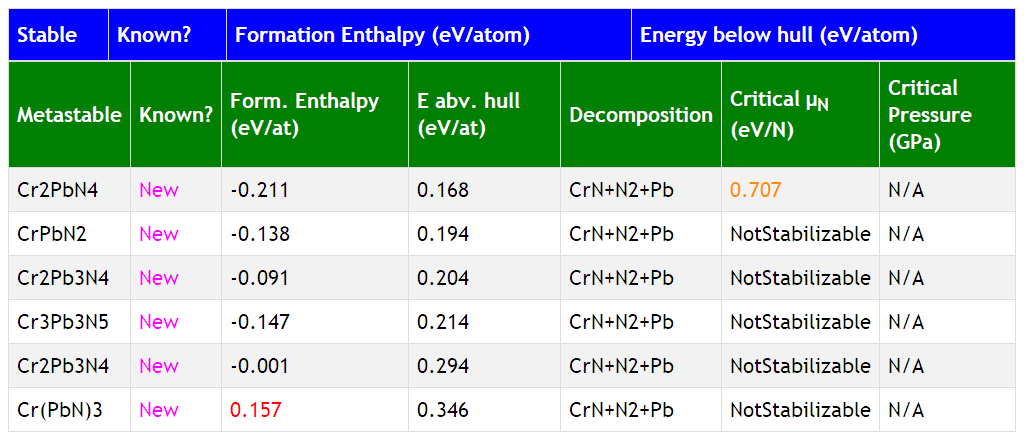 Stable Known? Formation Enthalpy (eV/atom) Energy below hull (eV/atom)
Metastable Known? Form. Enthalpy (eV/at) E abv. hull (eV/at) Decomposition Critical μN (eV/N) Critical Pressure (GPa)
Cr2PbN4 New -0.211 0.168 CrN+N2+Pb 0.707 N/A
CrPbN2 New -0.138 0.194 CrN+N2+Pb NotStabilizable N/A
Cr2Pb3N4 New -0.091 0.204 CrN+N2+Pb NotStabilizable N/A
Cr3Pb3N5 New -0.147 0.214 CrN+N2+Pb NotStabilizable N/A
Cr2Pb3N4 New -0.001 0.294 CrN+N2+Pb NotStabilizable N/A
Cr(PbN)3 New 0.157 0.346 CrN+N2+Pb NotStabilizable N/A